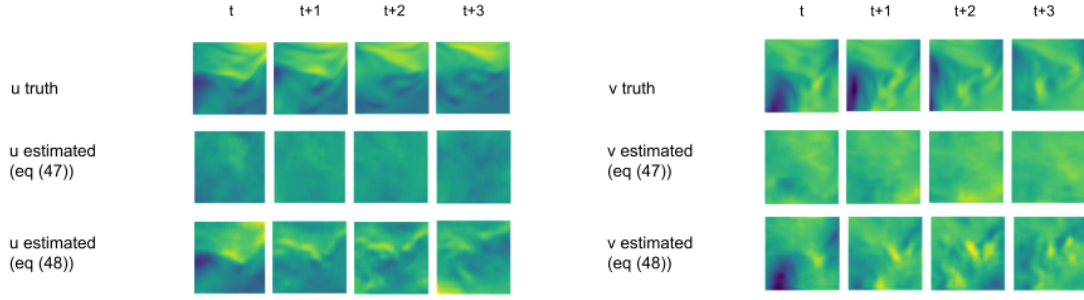 t t+1 t+2 t+3
u truth
u estimated
(eq (47))
u estimated
(eq (48))
t t+1 t+2 t+3
v truth
v estimated
(eq (47))
v estimated
(eq (48))